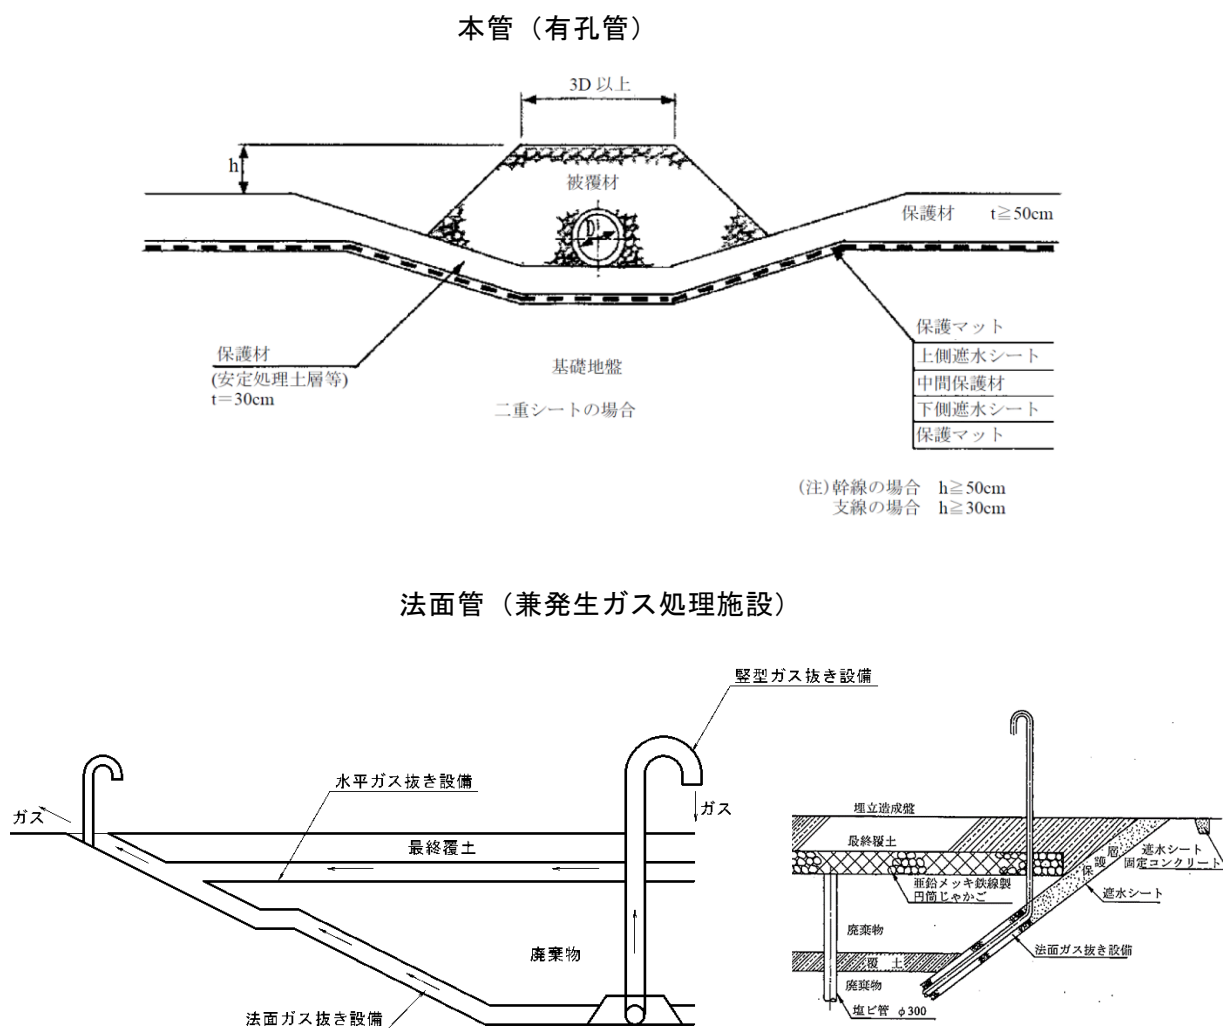 本管（有孔管）
3D 以上
h
被覆材
D
保護材 t≧50cm
保護材
(安定処理土層等)
t＝30cm
基礎地盤
二重シートの場合
保護マット
上側遮水シート
中間保護材
下側遮水シート
保護マット
(注)幹線の場合 h≧50cm
支線の場合 h≧30cm
法面管（兼発生ガス処理施設）
竪型ガス抜き設備
水平ガス抜き設備
ガス
ガス
最終覆土
廃棄物
法面ガス抜き設備
埋立造成盤
最終覆土
保護層
遮水シート
固定コンクリート
亜鉛メッキ鉄線製
円筒じゃかご
遮水シート
廃棄物
法面ガス抜き設備
覆土
廃棄物
塩ビ管 φ300